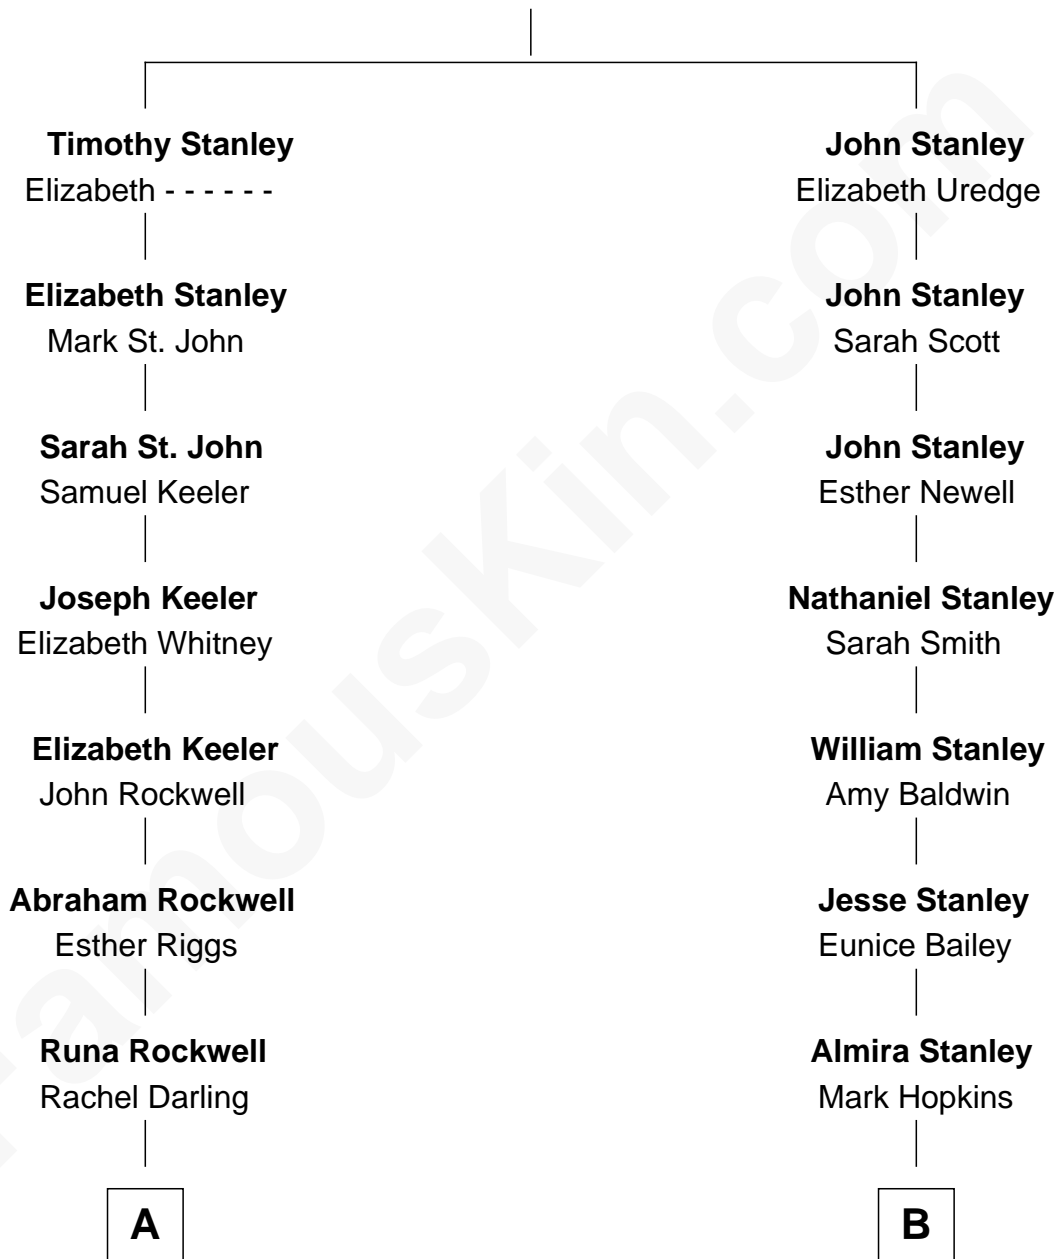 Timothy Stanley
Elizabeth - - - - - -
Elizabeth Stanley
Mark St. John
Sarah St. John
Samuel Keeler
Joseph Keeler
Elizabeth Whitney
Elizabeth Keeler
John Rockwell
Abraham Rockwell
Esther Riggs
Runa Rockwell
Rachel Darling
A
John Stanley
Elizabeth Uredge
John Stanley
Sarah Scott
John Stanley
Esther Newell
Nathaniel Stanley
Sarah Smith
William Stanley
Amy Baldwin
Jesse Stanley
Eunice Bailey
Almira Stanley
Mark Hopkins
B
FamousKin.com